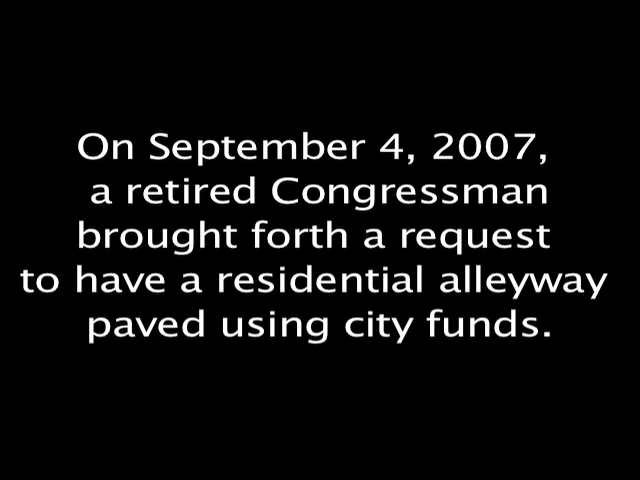 On September 4, 2007,
a retired Congressman
brought forth a request
to have a residential alleyway
paved using city funds.